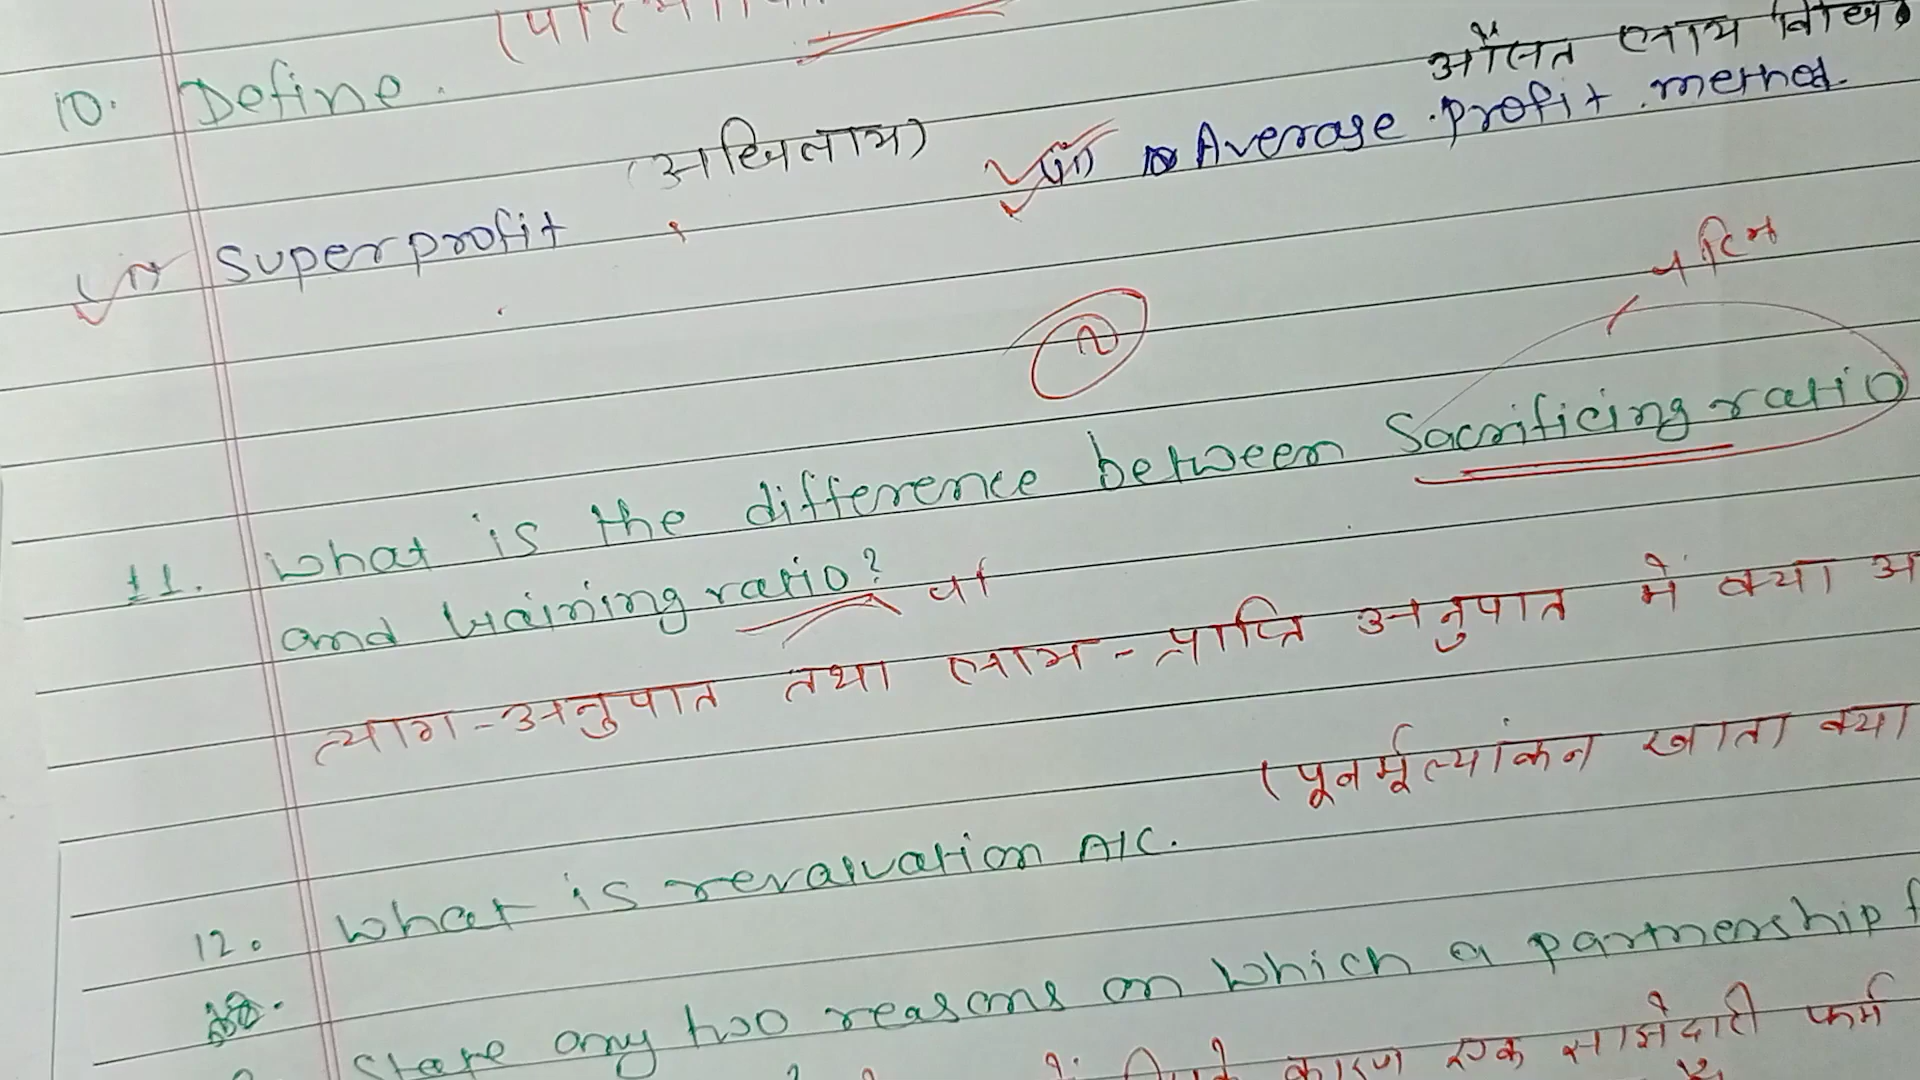 10. Define.
औसत लाभ विधि
(अधिलाभ)
Average profit method
Superprofit
What is the difference between Sacrificing ratio
11.
and Gaining ratio?
त्याग-अनुपात तथा लाभ-प्राप्ति अनुपात में क्या अ
(पूनर्मूल्यांकन खाता क्या
12. What is revaluation A/C.
State any two reasons on which a partnership f
कारण एक साझेदारी फर्म